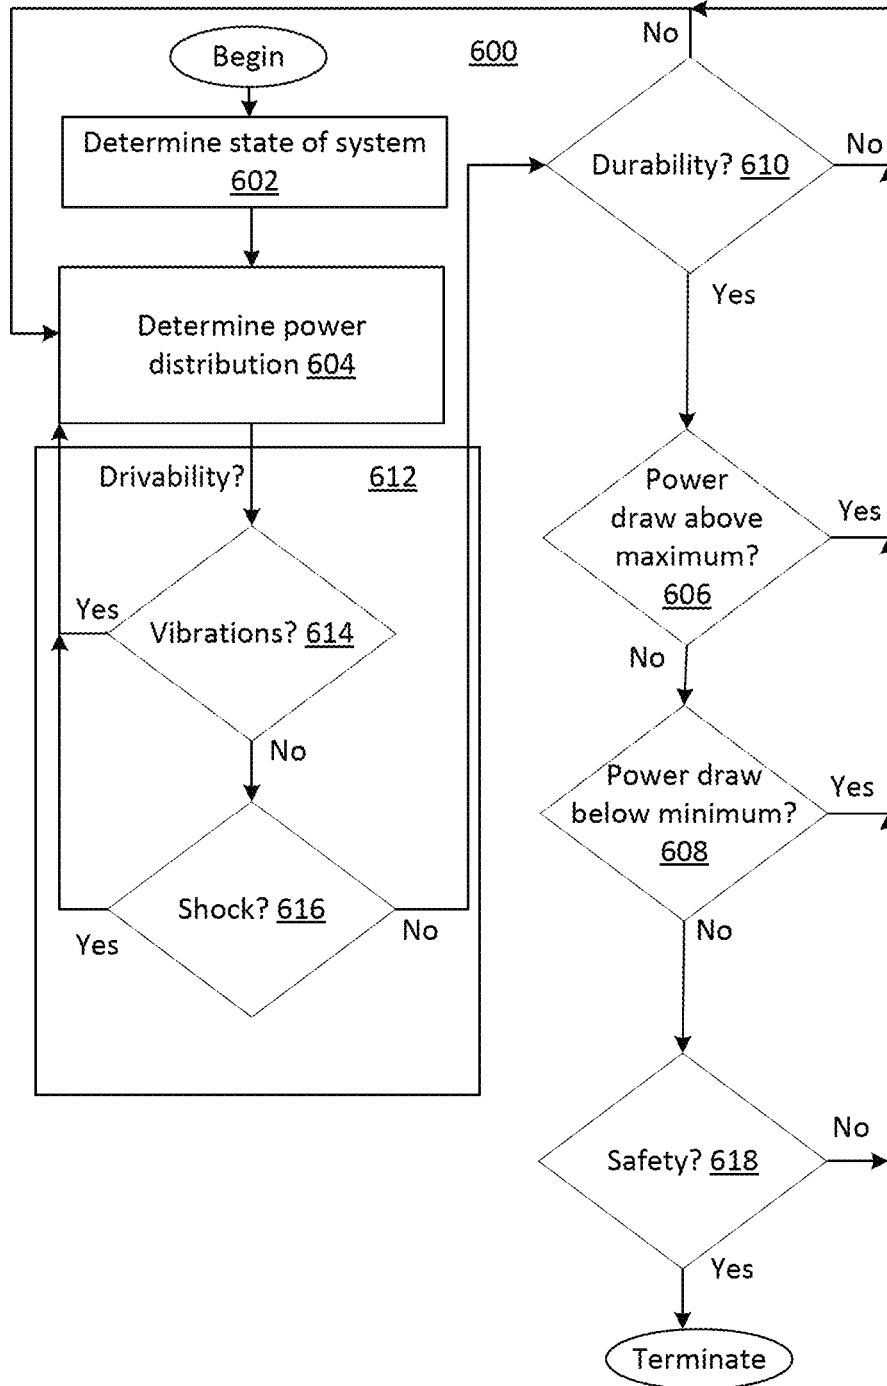 Begin
600
Determine state of system
602
Determine power
distribution 604
Drivability?
612
Yes
Vibrations? 614
No
Shock? 616
Yes
No
No
Durability? 610
No
Yes
Power
draw above
maximum?
606
Yes
No
Power draw
below minimum?
608
Yes
No
Safety? 618
No
Yes
Terminate